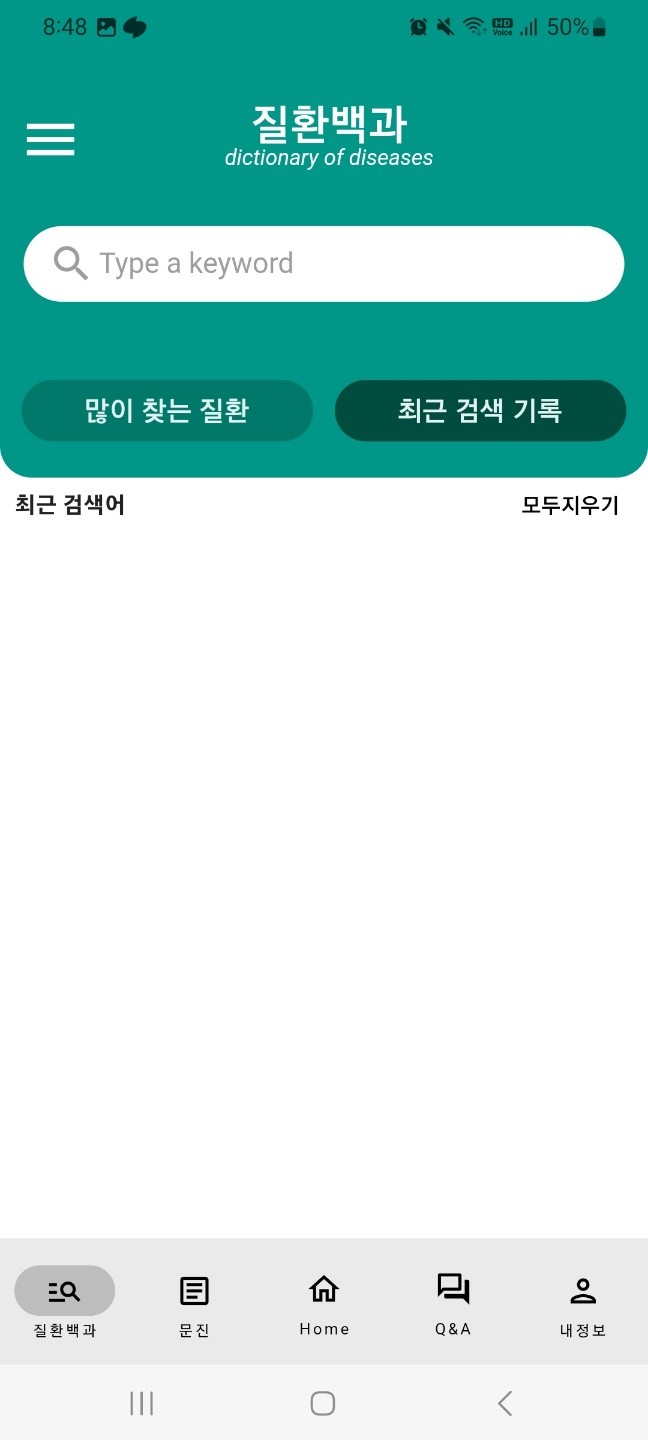 8:48 HD Voice 50%
질환백과
dictionary of diseases
Type a keyword
많이 찾는 질환 최근 검색 기록
최근 검색어 모두지우기
질환백과 문진 Home Q&A 내정보